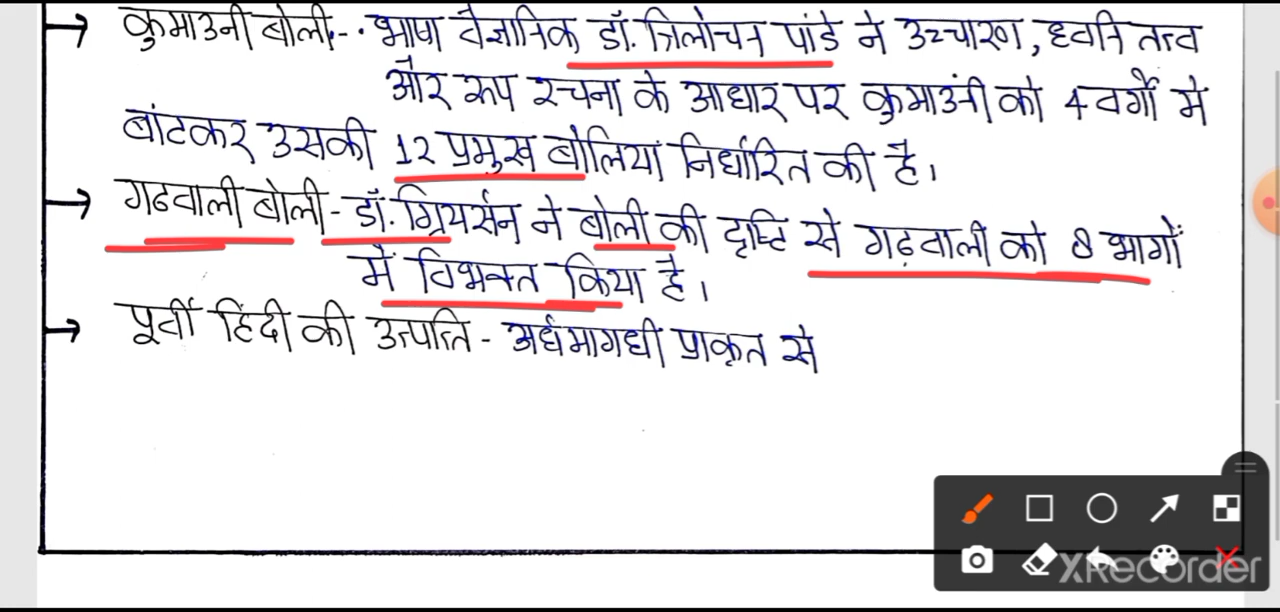 → कुमाउनी बोली:- भाषा वैज्ञानिक डॉ. त्रिलोचन पांडे ने उच्चारण, ध्वनि तत्व
और रूप रचना के आधार पर कुमाउंनी को 4 वर्गों मे
बांटकर उसकी 12 प्रमुख बोलिया निर्धारित की है।
→ गढवाली बोली - डॉ. ग्रियर्सन ने बोली की दृष्टि से गढ़वाली को 8 भागों
में विभक्त किया है।
→ पूर्वी हिंदी की उत्पत्ति - अर्धमागधी प्राकृत से
XRecorder